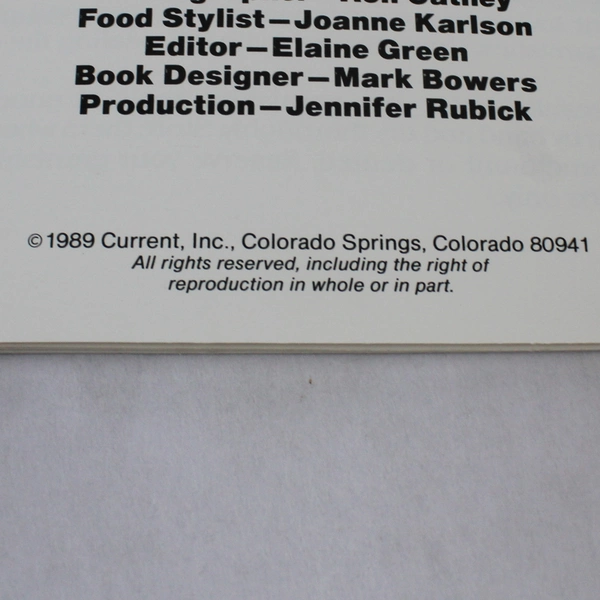 Food Stylist—Joanne Karlson
Editor—Elaine Green
Book Designer—Mark Bowers
Production—Jennifer Rubick
©1989 Current, Inc., Colorado Springs, Colorado 80941
All rights reserved, including the right of
reproduction in whole or in part.